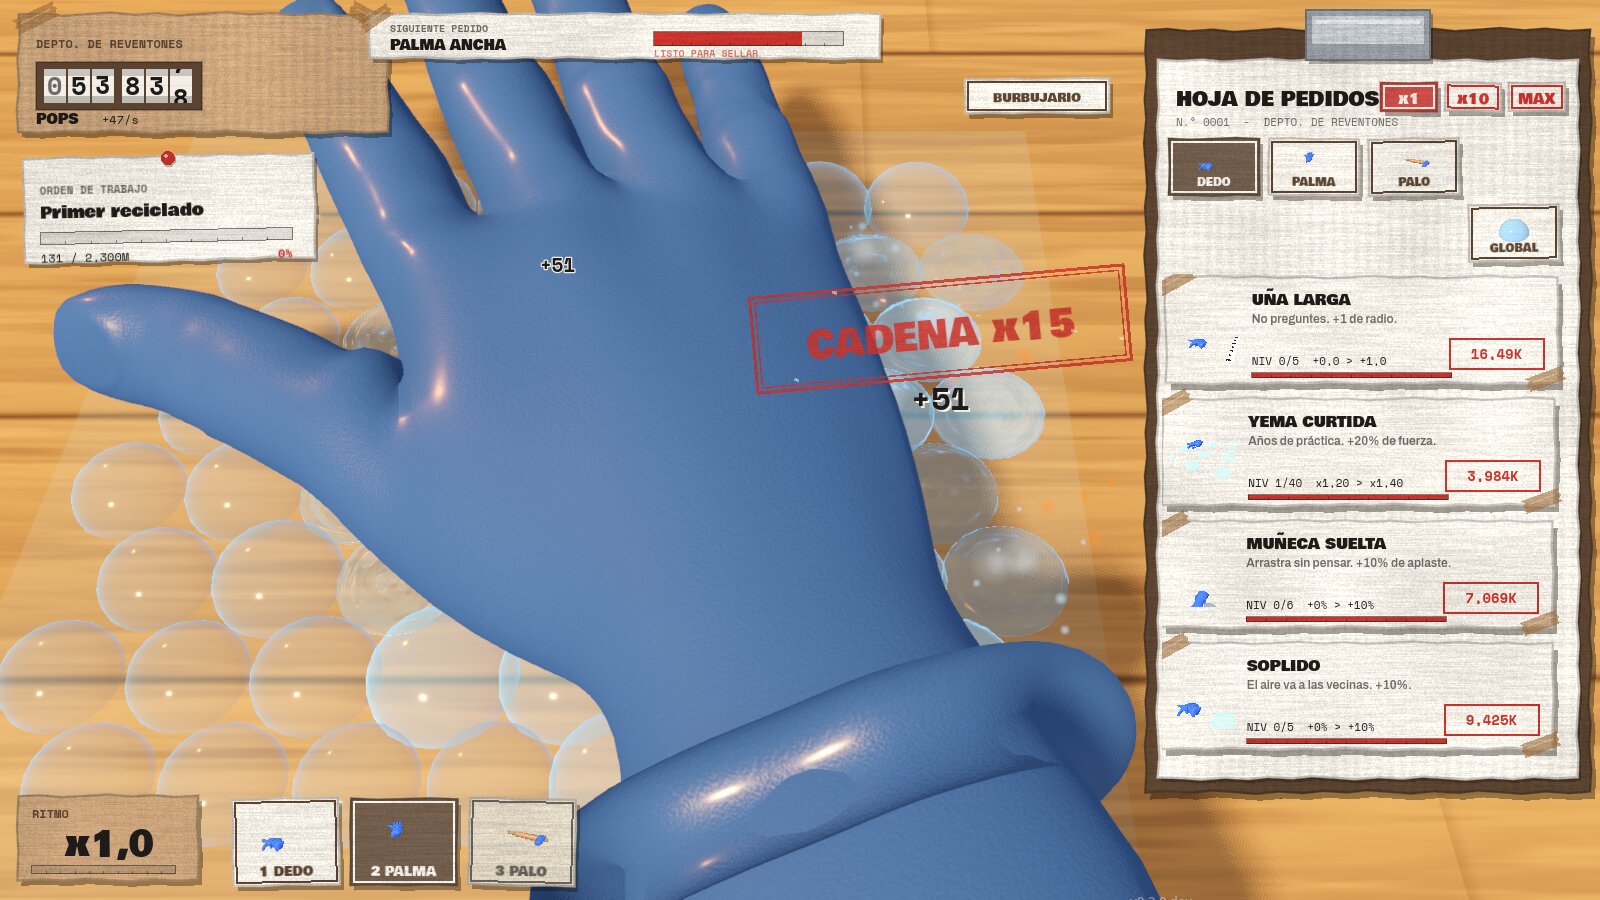 DEPTO. DE REVENTONES
053838
POPS +47/s
SIGUIENTE PEDIDO
PALMA ANCHA
LISTO PARA SELLAR
BURBUJARIO
ORDEN DE TRABAJO
Primer reciclado
0%
131 / 2,300M
+51
CADENA x15
+51
HOJA DE PEDIDOS
x1
x10
MAX
N.° 0001 - DEPTO. DE REVENTONES
DEDO
PALMA
PALO
GLOBAL
UÑA LARGA
No preguntes. +1 de radio.
NIV 0/5 +0,0 > +1,0
16,49K
YEMA CURTIDA
Años de práctica. +20% de fuerza.
NIV 1/40 x1,20 > x1,40
3,984K
MUÑECA SUELTA
Arrastra sin pensar. +10% de aplaste.
NIV 0/6 +0% > +10%
7,069K
SOPLIDO
El aire va a las vecinas. +10%.
NIV 0/5 +0% > +10%
9,425K
RITMO
x1,0
1 DEDO
2 PALMA
3 PALO